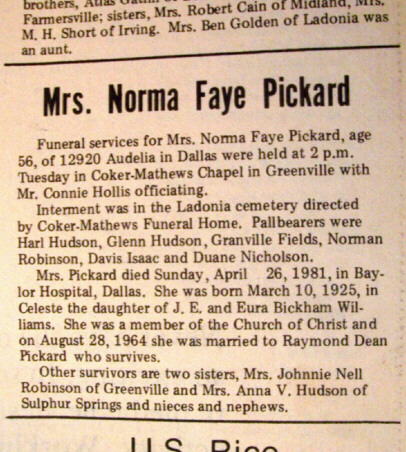 brothers, Atlas
Farmersville; sisters, Mrs. Robert Cain of Midland, Mrs.
M. H. Short of Irving. Mrs. Ben Golden of Ladonia was
an aunt.
Mrs. Norma Faye Pickard
Funeral services for Mrs. Norma Faye Pickard, age
56, of 12920 Audelia in Dallas were held at 2 p.m.
Tuesday in Coker-Mathews Chapel in Greenville with
Mr. Connie Hollis officiating.
Interment was in the Ladonia cemetery directed
by Coker-Mathews Funeral Home. Pallbearers were
Harl Hudson, Glenn Hudson, Granville Fields, Norman
Robinson, Davis Isaac and Duane Nicholson.
Mrs. Pickard died Sunday, April 26, 1981, in Bay-
lor Hospital, Dallas. She was born March 10, 1925, in
Celeste the daughter of J. E. and Eura Bickham Wil-
liams. She was a member of the Church of Christ and
on August 28, 1964 she was married to Raymond Dean
Pickard who survives.
Other survivors are two sisters, Mrs. Johnnie Nell
Robinson of Greenville and Mrs. Anna V. Hudson of
Sulphur Springs and nieces and nephews.
U.S. Rice